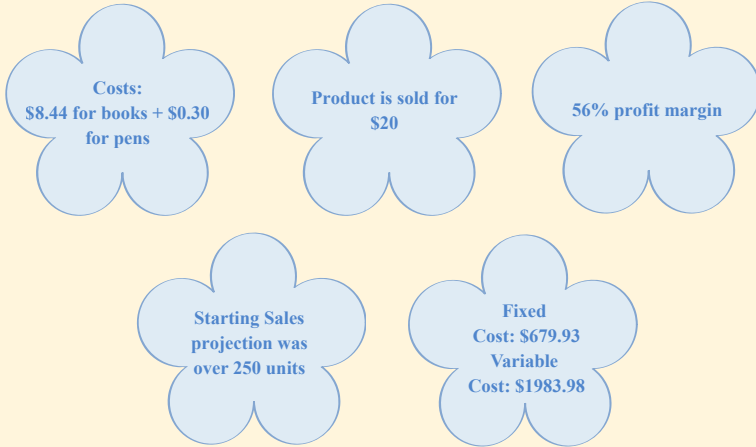 Costs:
$8.44 for books + $0.30
for pens
Product is sold for
$20
56% profit margin
Starting Sales
projection was
over 250 units
Fixed
Cost: $679.93
Variable
Cost: $1983.98